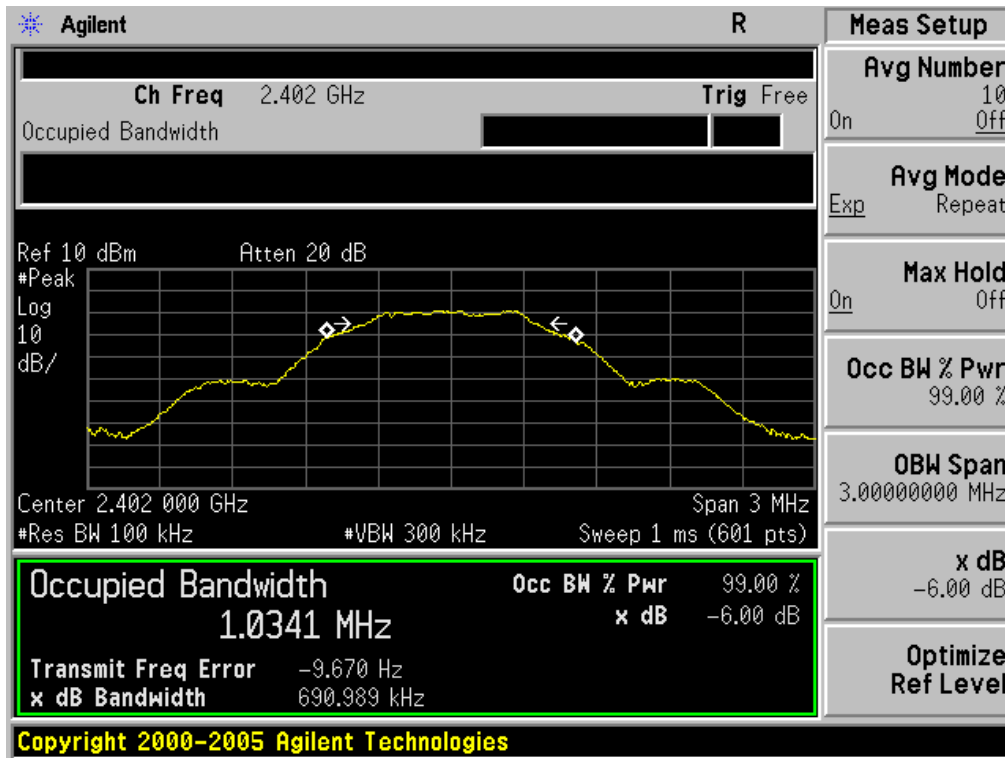 Agilent R
Ch Freq 2.402 GHz Trig Free
Occupied Bandwidth
Ref 10 dBm Atten 20 dB
#Peak
Log
10
dB/
Center 2.402 000 GHz Span 3 MHz
#Res BW 100 kHz #VBW 300 kHz Sweep 1 ms (601 pts)
Occupied Bandwidth Occ BW % Pwr 99.00 %
1.0341 MHz x dB -6.00 dB
Transmit Freq Error -9.670 Hz
x dB Bandwidth 690.989 kHz
Copyright 2000-2005 Agilent Technologies
Meas Setup
Avg Number
10
On Off
Avg Mode
Exp Repeat
Max Hold
On Off
Occ BW % Pwr
99.00 %
OBW Span
3.00000000 MHz
x dB
-6.00 dB
Optimize
Ref Level